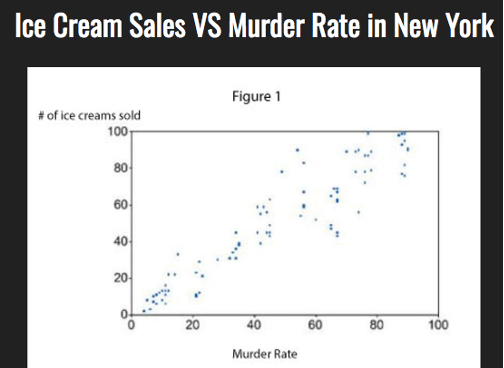 Ice Cream Sales VS Murder Rate in New York
Figure 1
# of ice creams sold
100
80
60
40
20
0
0 20 40 60 80 100
Murder Rate